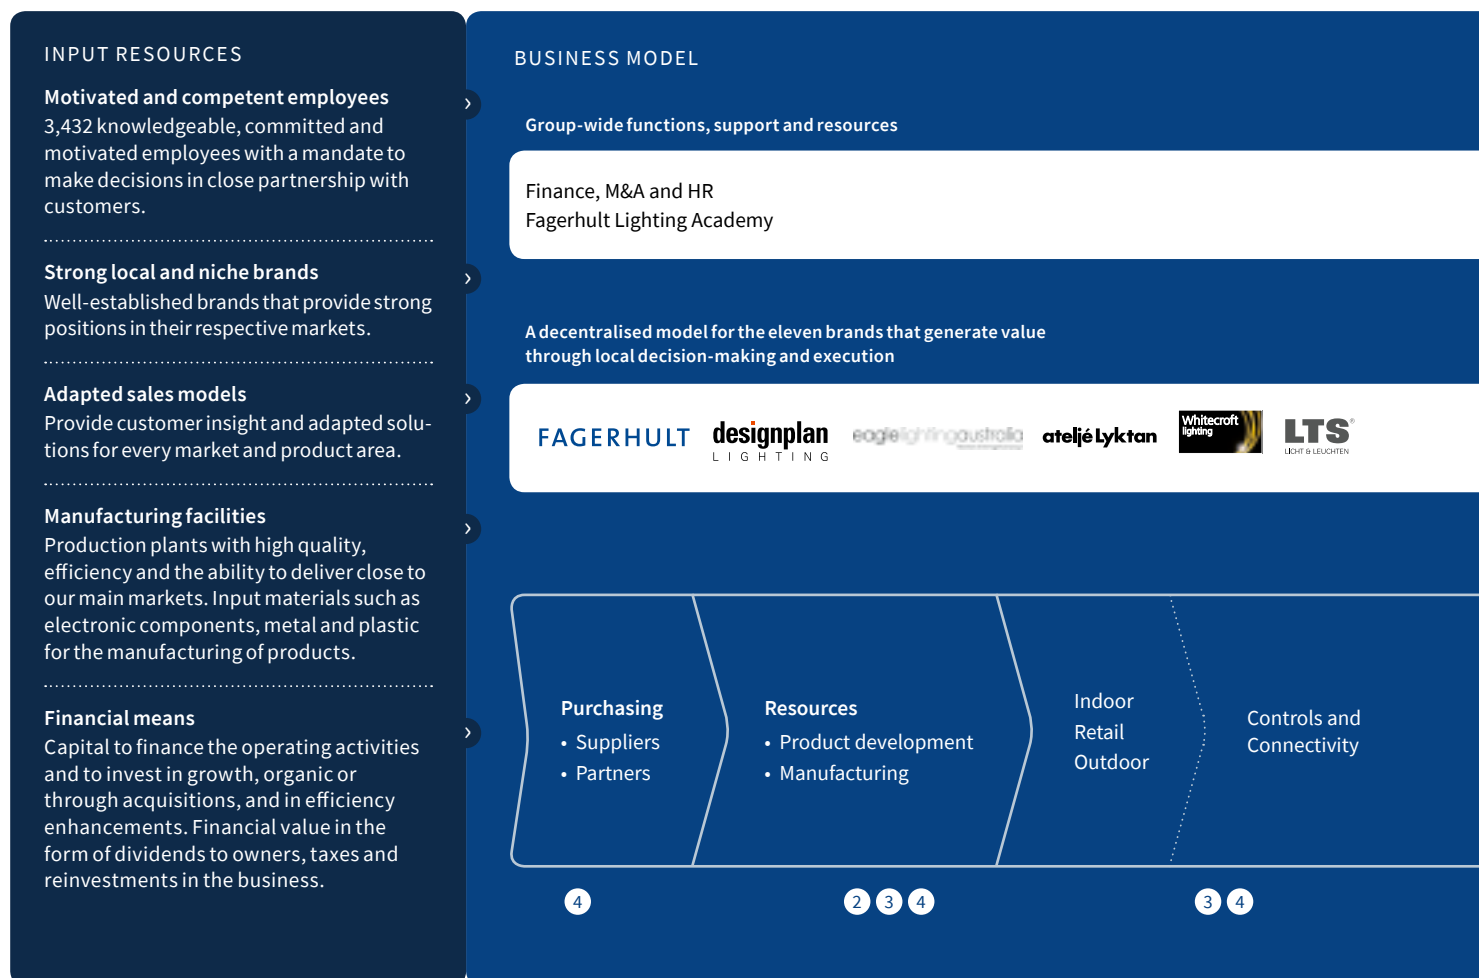 INPUT RESOURCES
Motivated and competent employees
3,432 knowledgeable, committed and
motivated employees with a mandate to
make decisions in close partnership with
customers.
Strong local and niche brands
Well-established brands that provide strong
positions in their respective markets.
Adapted sales models
Provide customer insight and adapted solu-
tions for every market and product area.
Manufacturing facilities
Production plants with high quality,
efficiency and the ability to deliver close to
our main markets. Input materials such as
electronic components, metal and plastic
for the manufacturing of products.
Financial means
Capital to finance the operating activities
and to invest in growth, organic or
through acquisitions, and in efficiency
enhancements. Financial value in the
form of dividends to owners, taxes and
reinvestments in the business.
BUSINESS MODEL
Group-wide functions, support and resources
Finance, M&A and HR
Fagerhult Lighting Academy
A decentralised model for the eleven brands that generate value
through local decision-making and execution
FAGERHULT
designplan
LIGHTING
eaglelightingaustralia
ateljé Lyktan
Whitecroft
lighting
LTS®
LICHT & LEUCHTEN
Purchasing
• Suppliers
• Partners
Resources
• Product development
• Manufacturing
Indoor
Retail
Outdoor
Controls and
Connectivity
4
2 3 4
3 4